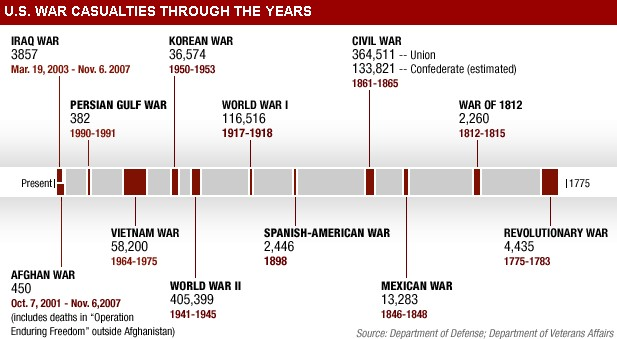 U.S. WAR CASUALTIES THROUGH THE YEARS
IRAQ WAR
3857
Mar. 19, 2003 - Nov. 6. 2007
KOREAN WAR
36,574
1950-1953
CIVIL WAR
364,511 -- Union
133,821 -- Confederate (estimated)
1861-1865
PERSIAN GULF WAR
382
1990-1991
WORLD WAR I
116,516
1917-1918
WAR OF 1812
2,260
1812-1815
Present
1775
VIETNAM WAR
58,200
1964-1975
SPANISH-AMERICAN WAR
2,446
1898
REVOLUTIONARY WAR
4,435
1775-1783
AFGHAN WAR
450
Oct. 7, 2001 - Nov. 6,2007
(includes deaths in “Operation
Enduring Freedom” outside Afghanistan)
WORLD WAR II
405,399
1941-1945
MEXICAN WAR
13,283
1846-1848
Source: Department of Defense; Department of Veterans Affairs